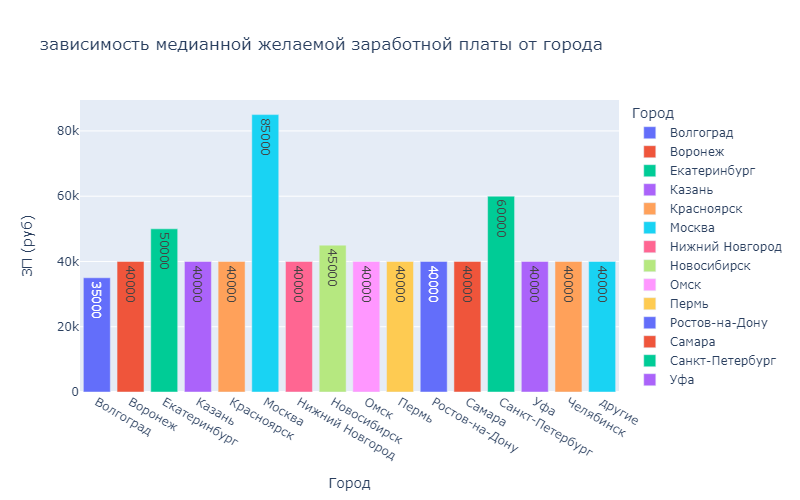 зависимость медианной желаемой заработной платы от города
ЗП (руб)
80k
60k
40k
20k
0
35000
40000
50000
40000
40000
85000
40000
45000
40000
40000
40000
40000
60000
40000
40000
40000
Волгоград
Воронеж
Екатеринбург
Казань
Красноярск
Москва
Нижний Новгород
Новосибирск
Омск
Пермь
Ростов-на-Дону
Самара
Санкт-Петербург
Уфа
Челябинск
другие
Город
Город
Волгоград
Воронеж
Екатеринбург
Казань
Красноярск
Москва
Нижний Новгород
Новосибирск
Омск
Пермь
Ростов-на-Дону
Самара
Санкт-Петербург
Уфа